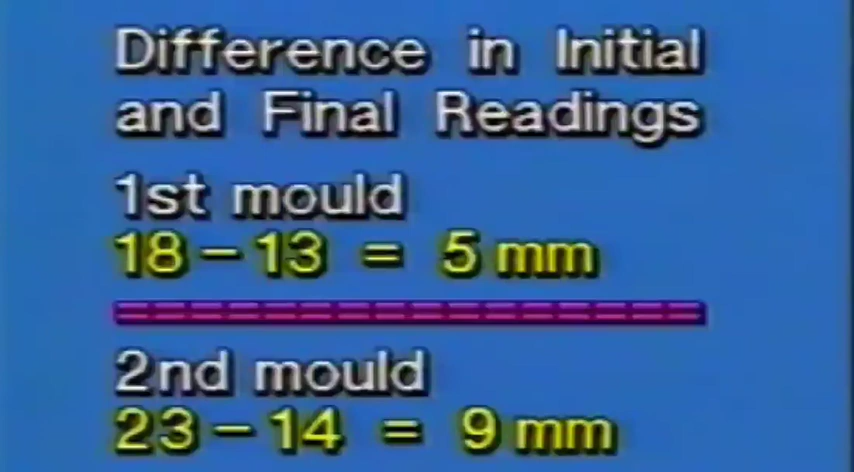 Difference in Initial
and Final Readings
1st mould
18 - 13 = 5 mm
2nd mould
23 - 14 = 9 mm